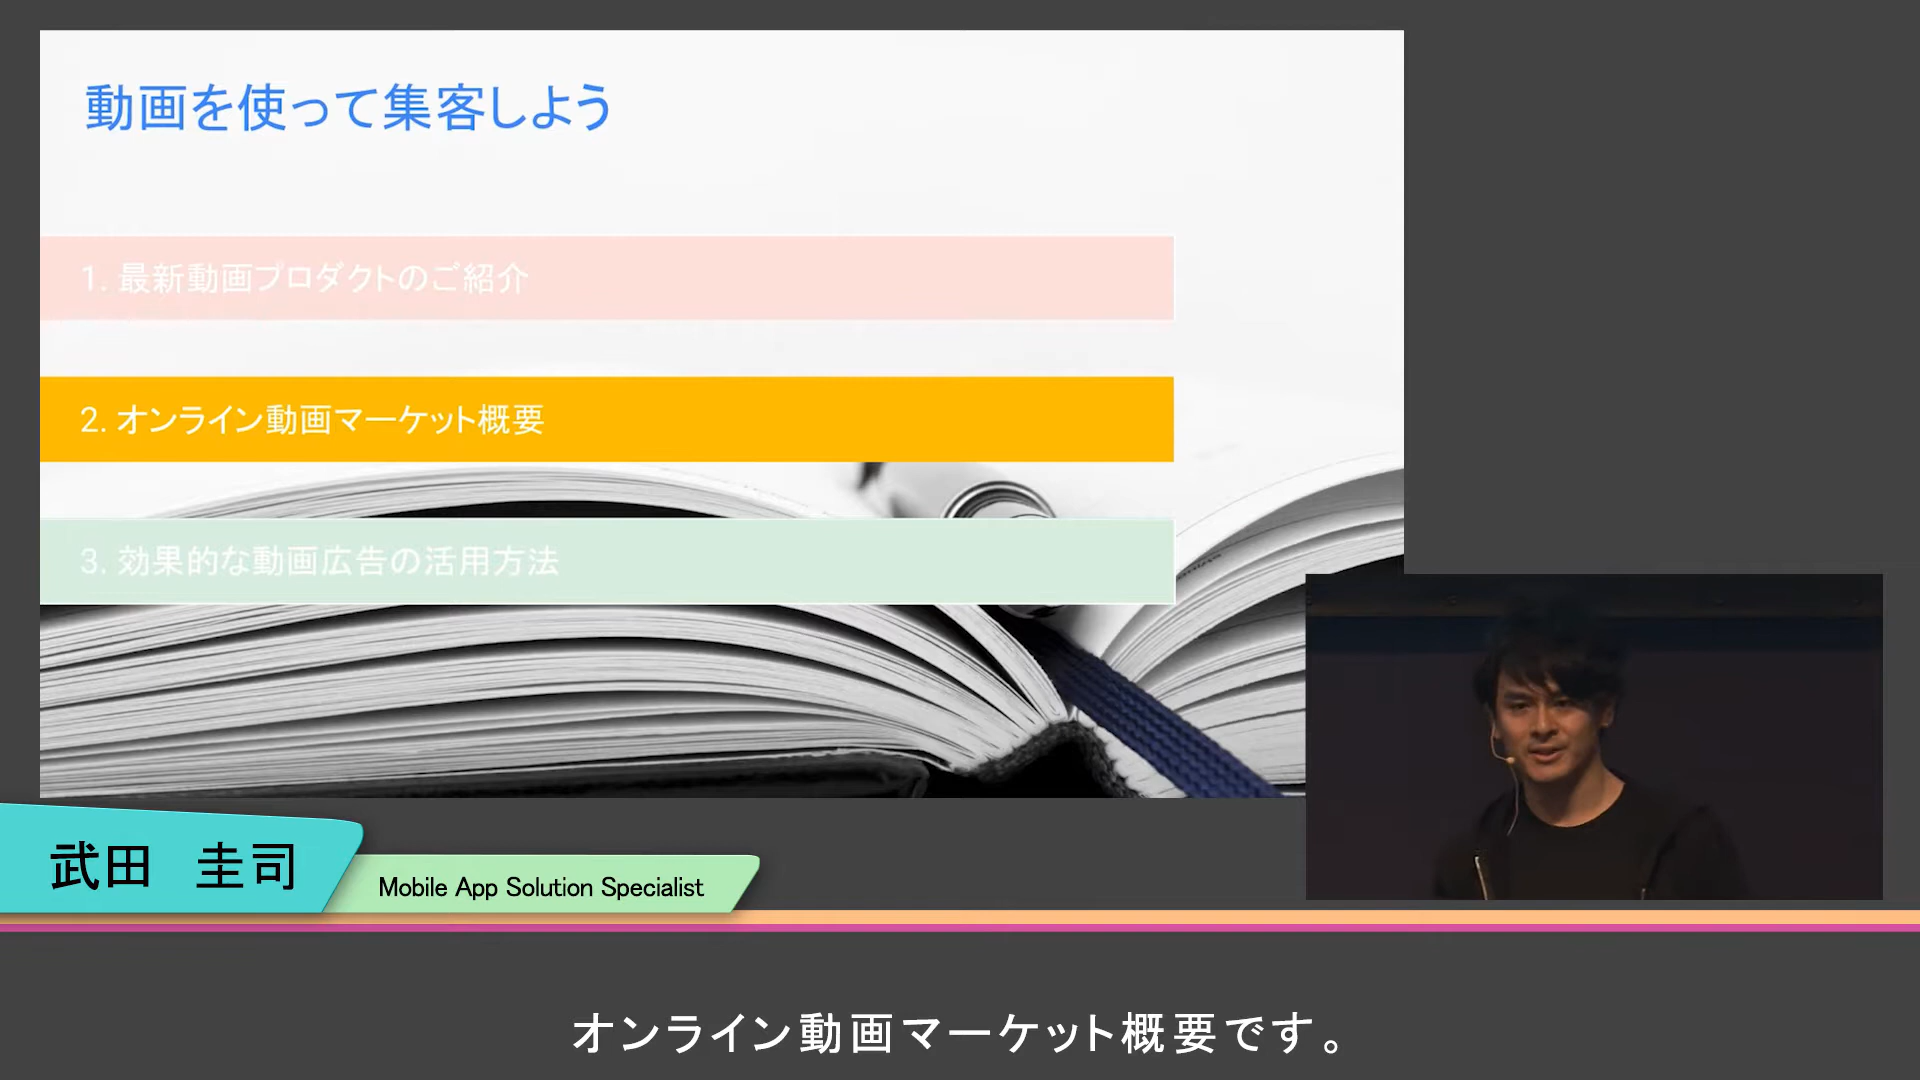 動画を使って集客しよう
1. 最新動画プロダクトのご紹介
2. オンライン動画マーケット概要
3. 効果的な動画広告の活用方法
武田 圭司
Mobile App Solution Specialist
オンライン動画マーケット概要です。